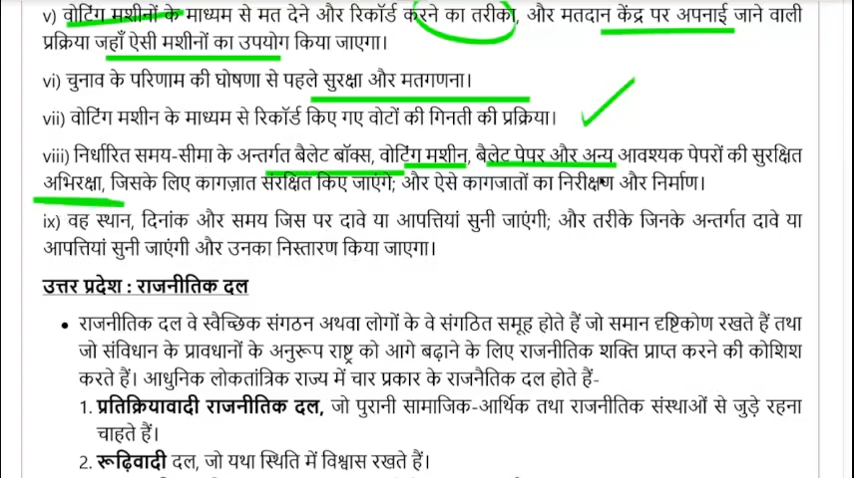 v) वोटिंग मशीनों के माध्यम से मत देने और रिकॉर्ड करने का तरीका, और मतदान केंद्र पर अपनाई जाने वाली
प्रक्रिया जहाँ ऐसी मशीनों का उपयोग किया जाएगा।
vi) चुनाव के परिणाम की घोषणा से पहले सुरक्षा और मतगणना।
vii) वोटिंग मशीन के माध्यम से रिकॉर्ड किए गए वोटों की गिनती की प्रक्रिया।
viii) निर्धारित समय-सीमा के अन्तर्गत बैलेट बॉक्स, वोटिंग मशीन, बैलेट पेपर और अन्य आवश्यक पेपरों की सुरक्षित
अभिरक्षा, जिसके लिए कागज़ात संरक्षित किए जाएंगे; और ऐसे कागजातों का निरीक्षण और निर्माण।
ix) वह स्थान, दिनांक और समय जिस पर दावे या आपत्तियां सुनी जाएंगी; और तरीके जिनके अन्तर्गत दावे या
आपत्तियां सुनी जाएंगी और उनका निस्तारण किया जाएगा।
उत्तर प्रदेश : राजनीतिक दल
• राजनीतिक दल वे स्वैच्छिक संगठन अथवा लोगों के वे संगठित समूह होते हैं जो समान दृष्टिकोण रखते हैं तथा
जो संविधान के प्रावधानों के अनुरूप राष्ट्र को आगे बढ़ाने के लिए राजनीतिक शक्ति प्राप्त करने की कोशिश
करते हैं। आधुनिक लोकतांत्रिक राज्य में चार प्रकार के राजनैतिक दल होते हैं-
1. प्रतिक्रियावादी राजनीतिक दल, जो पुरानी सामाजिक-आर्थिक तथा राजनीतिक संस्थाओं से जुड़े रहना
चाहते हैं।
2. रूढ़िवादी दल, जो यथा स्थिति में विश्वास रखते हैं।